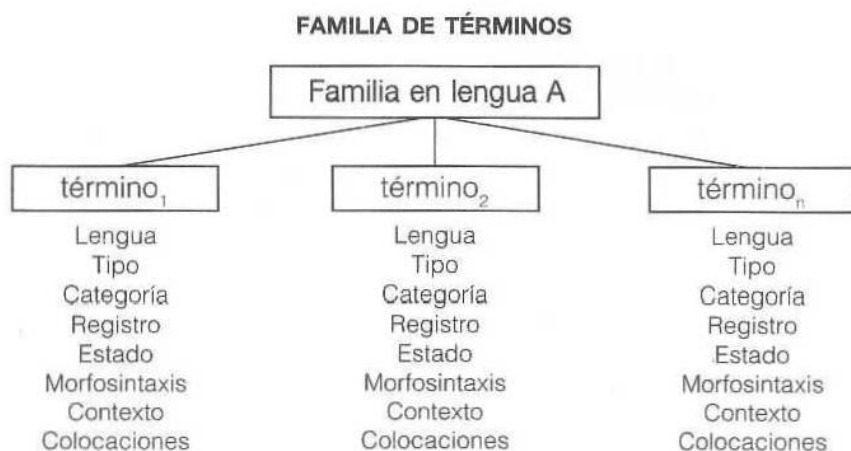 FAMILIA DE TÉRMINOS
Familia en lengua A
término₁ término₂ términoₙ
Lengua Lengua Lengua
Tipo Tipo Tipo
Categoría Categoría Categoría
Registro Registro Registro
Estado Estado Estado
Morfosintaxis Morfosintaxis Morfosintaxis
Contexto Contexto Contexto
Colocaciones Colocaciones Colocaciones